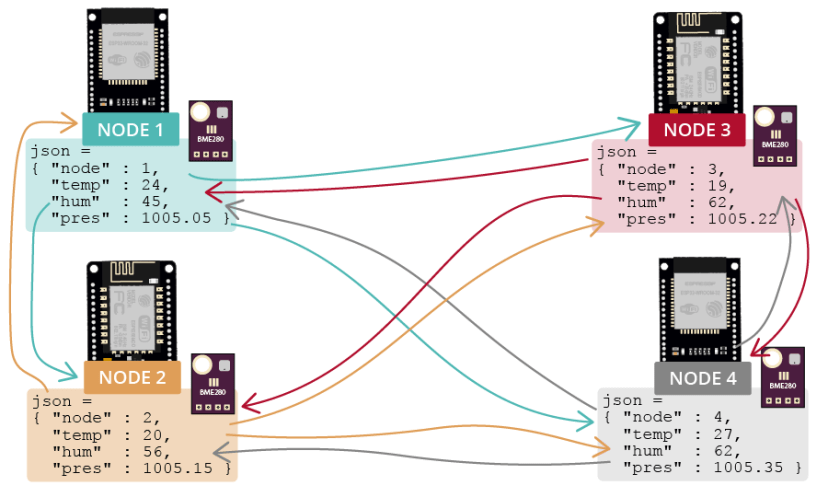 NODE 1
BME280
json =
{ "node" : 1,
"temp" : 24,
"hum" : 45,
"pres" : 1005.05 }
NODE 3
BME280
json =
{ "node" : 3,
"temp" : 19,
"hum" : 62,
"pres" : 1005.22 }
NODE 2
BME280
json =
{ "node" : 2,
"temp" : 20,
"hum" : 56,
"pres" : 1005.15 }
NODE 4
BME280
json =
{ "node" : 4,
"temp" : 27,
"hum" : 62,
"pres" : 1005.35 }